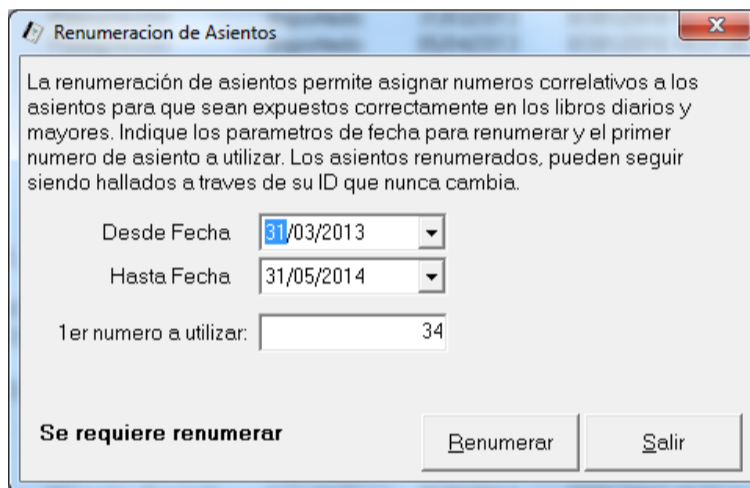 Renumeracion de Asientos
La renumeración de asientos permite asignar numeros correlativos a los
asientos para que sean expuestos correctamente en los libros diarios y
mayores. Indique los parametros de fecha para renumerar y el primer
numero de asiento a utilizar. Los asientos renumerados, pueden seguir
siendo hallados a traves de su ID que nunca cambia.
Desde Fecha 31/03/2013
Hasta Fecha 31/05/2014
1er numero a utilizar: 34
Se requiere renumerar Renumerar Salir